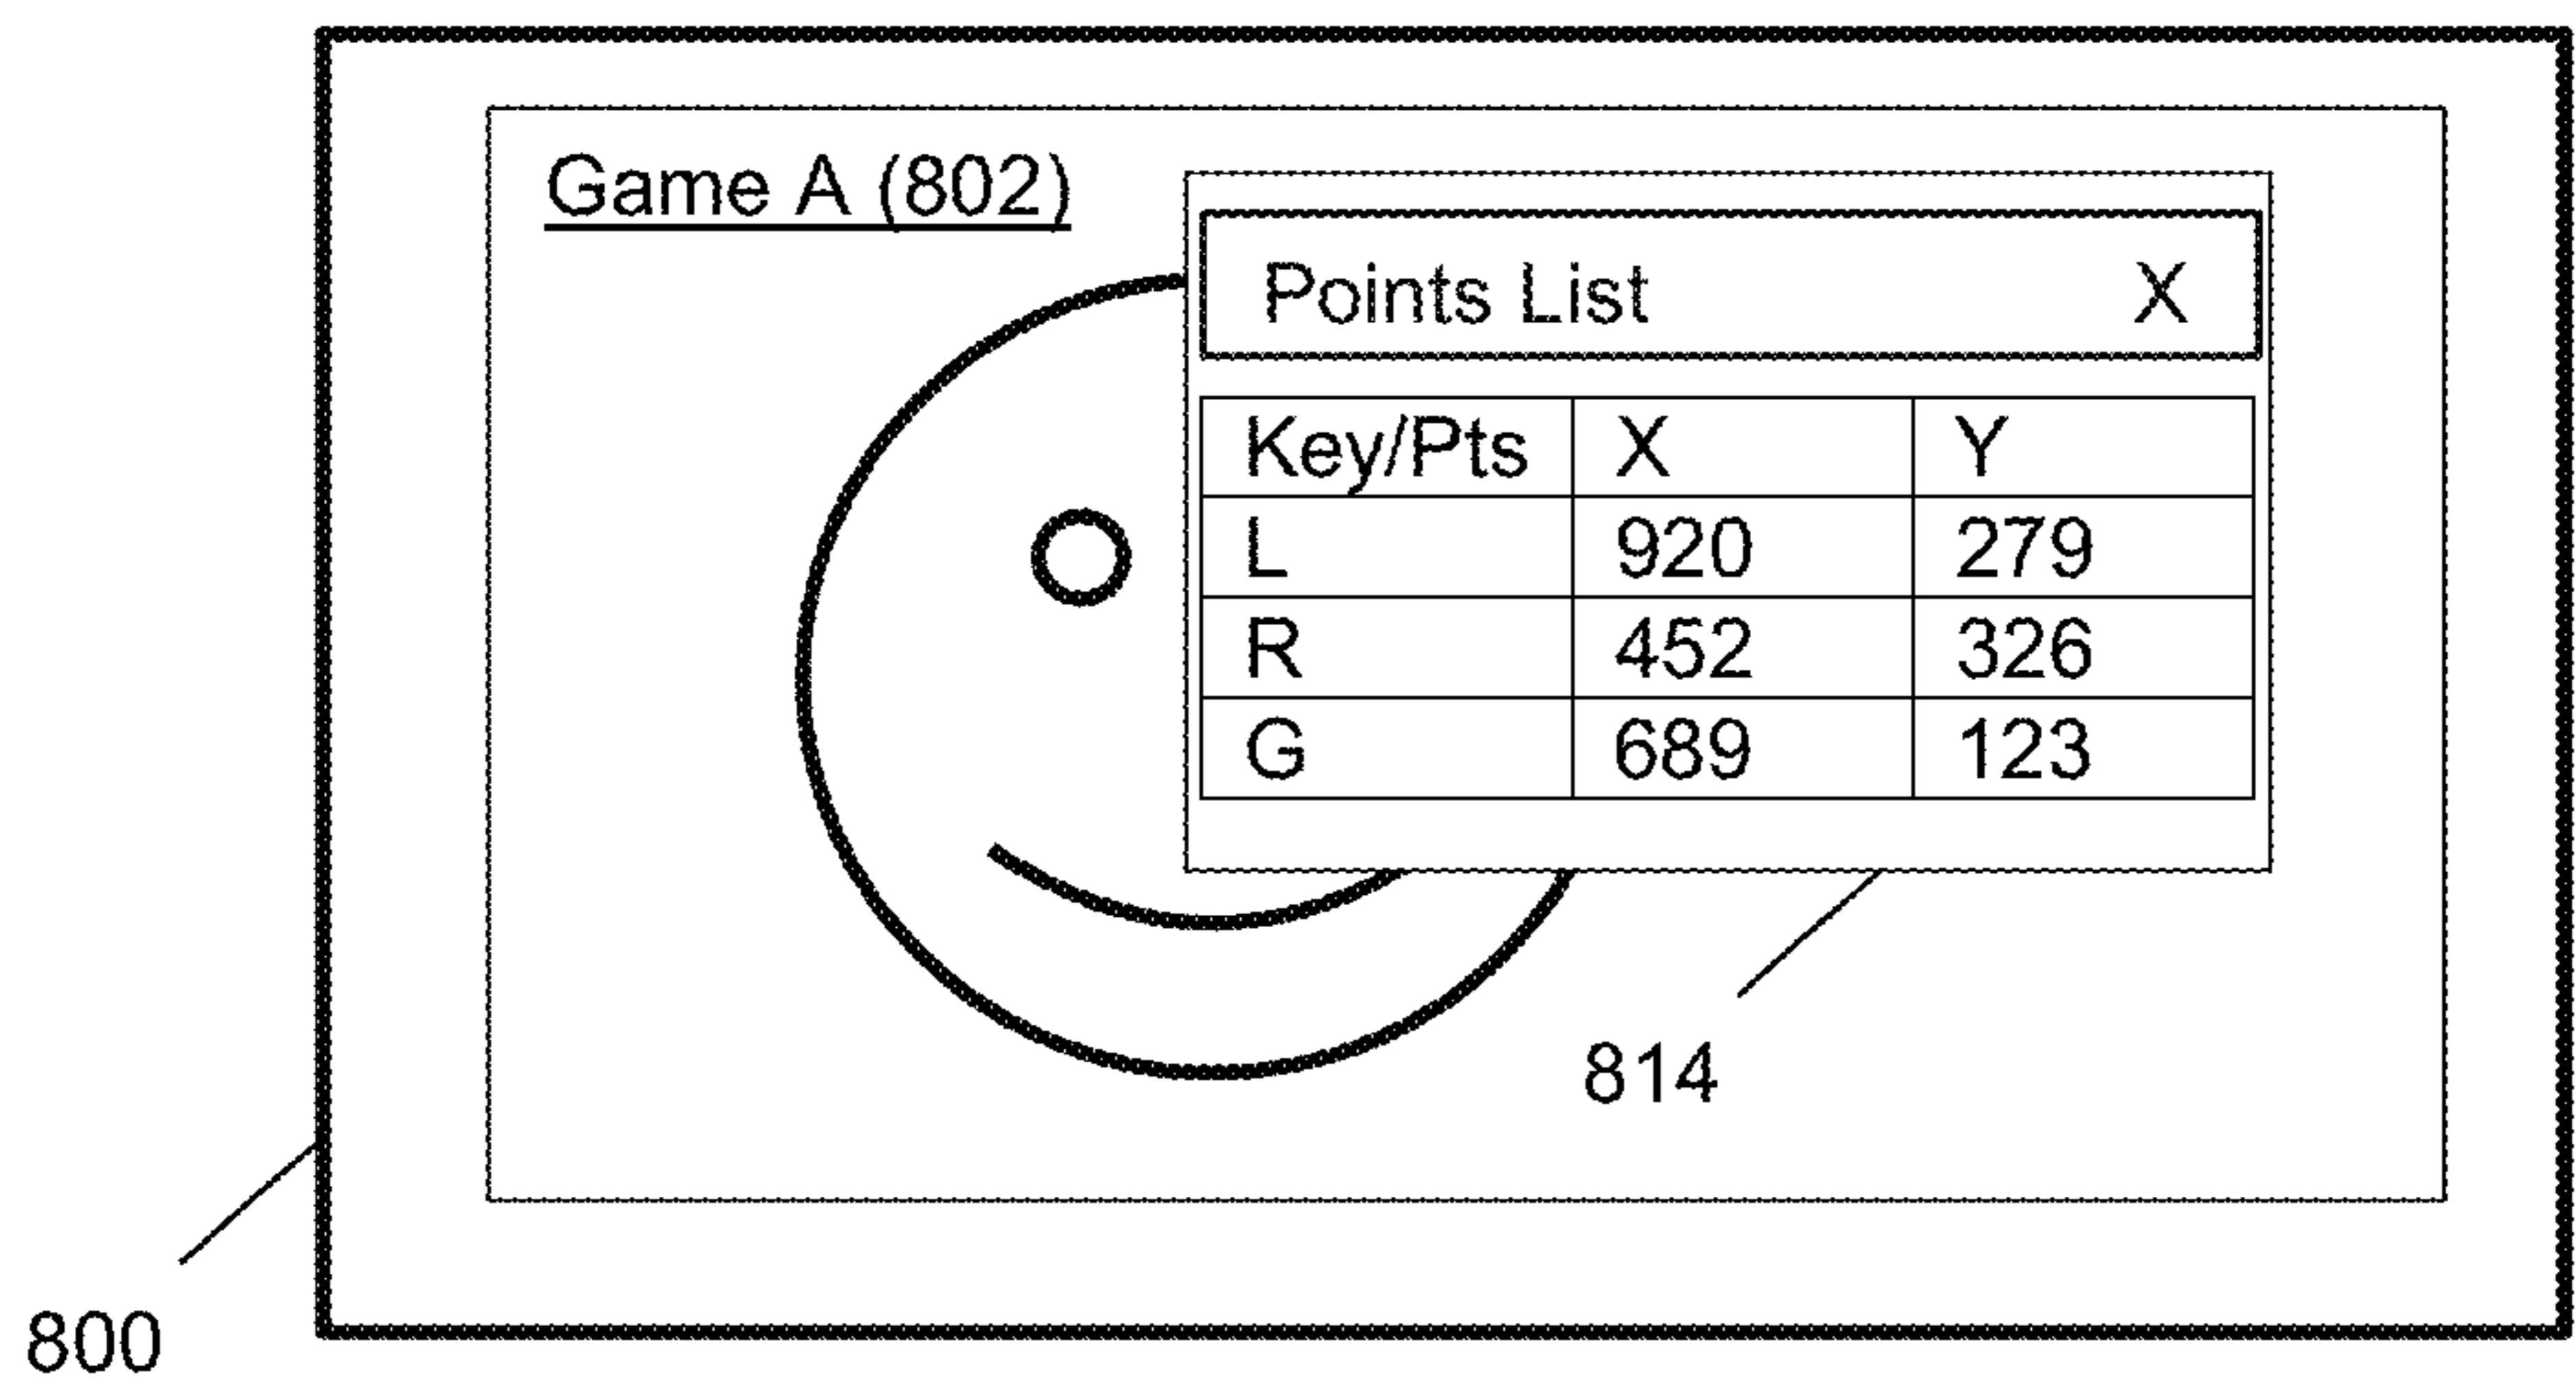 Game A (802)
Points List X
Key/Pts X Y
L 920 279
R 452 326
G 689 123
814
800